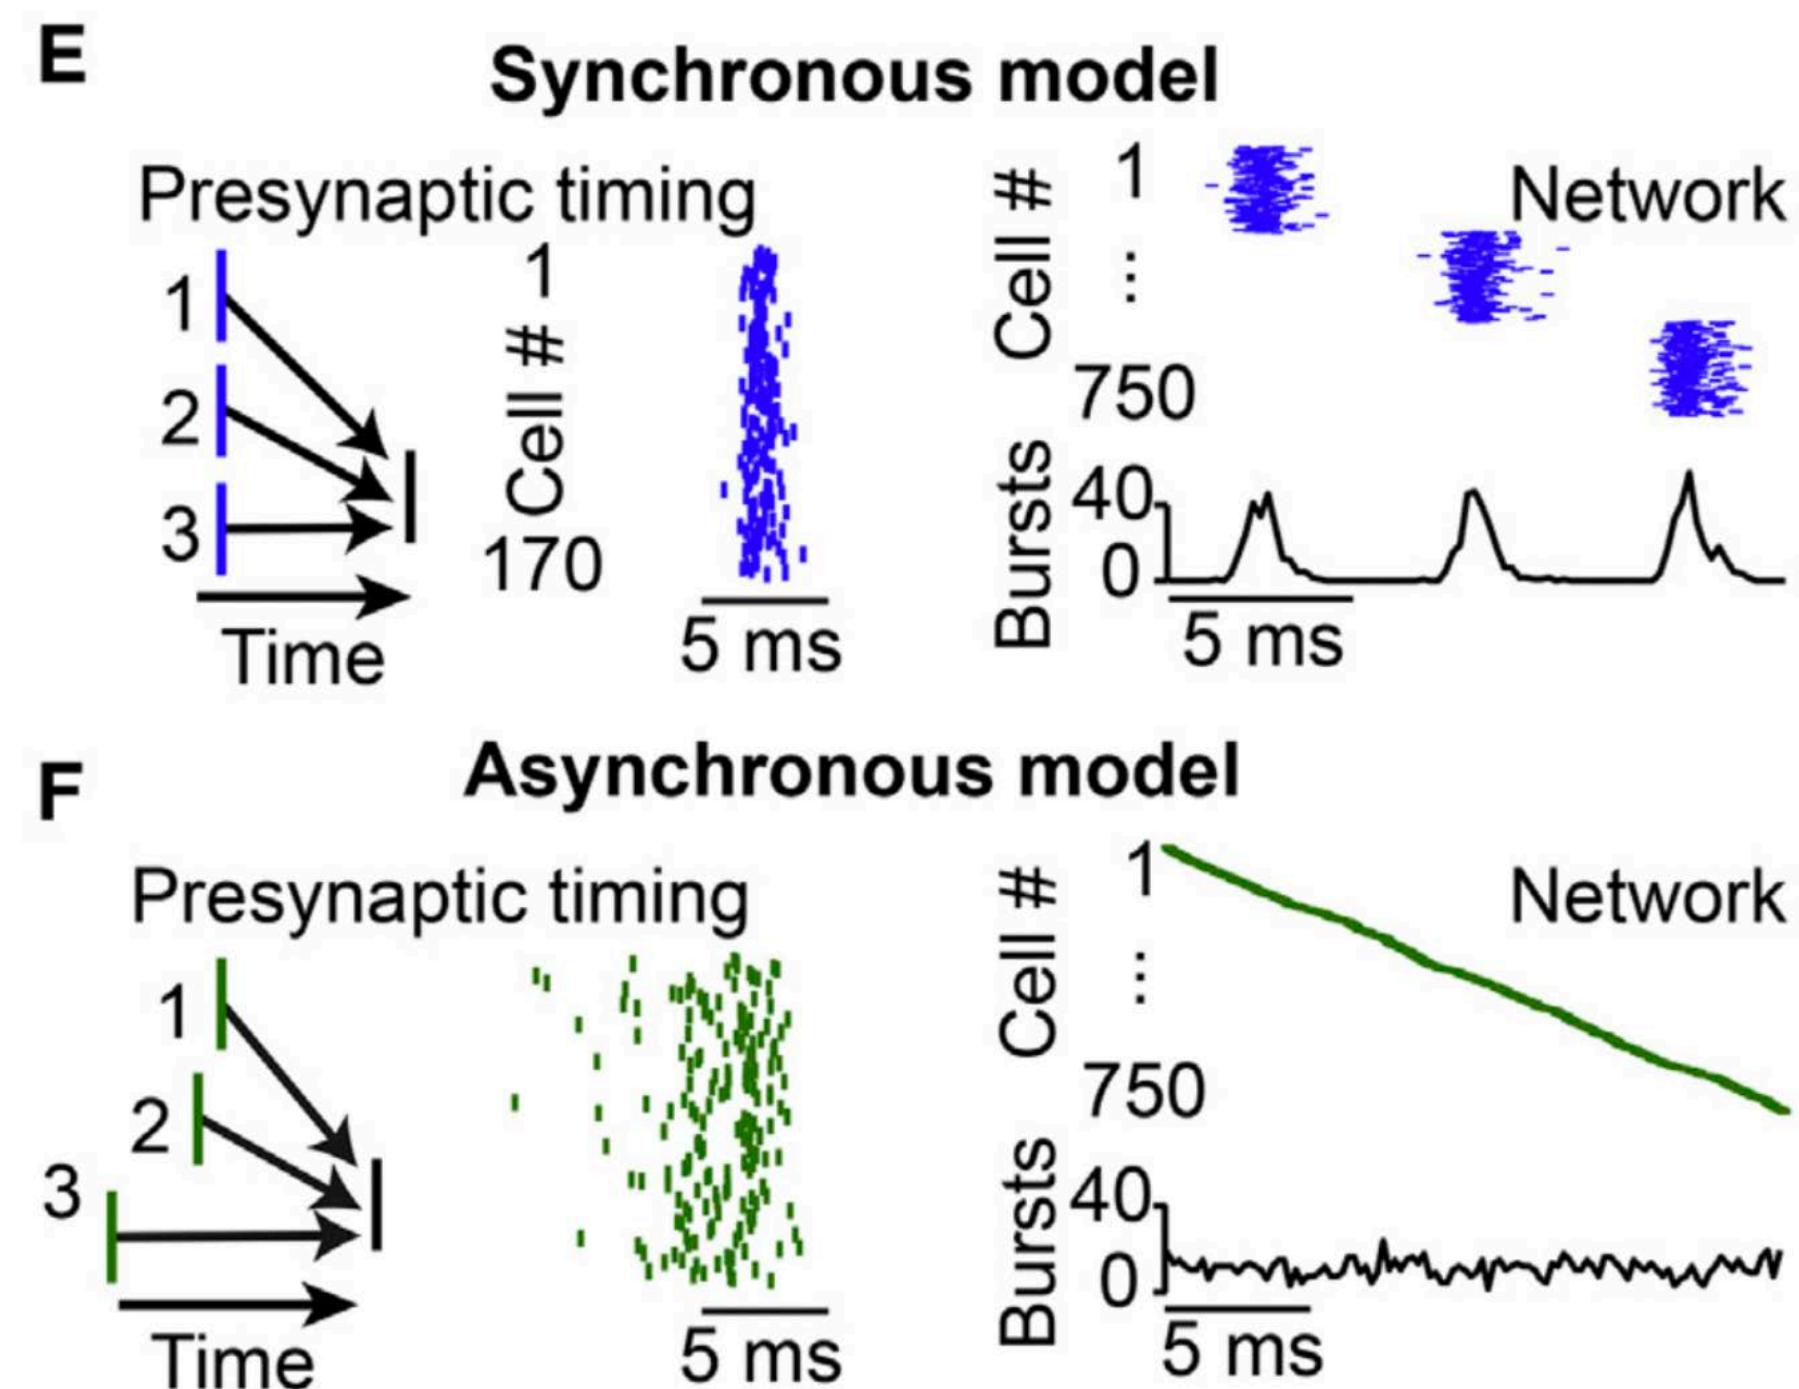 E
Synchronous model
Presynaptic timing
1
2
3
Time
Cell #
1
170
5 ms
Network
Cell #
1
...
750
Bursts
40
0
5 ms
F
Asynchronous model
Presynaptic timing
1
2
3
Time
5 ms
Network
Cell #
1
...
750
Bursts
40
0
5 ms